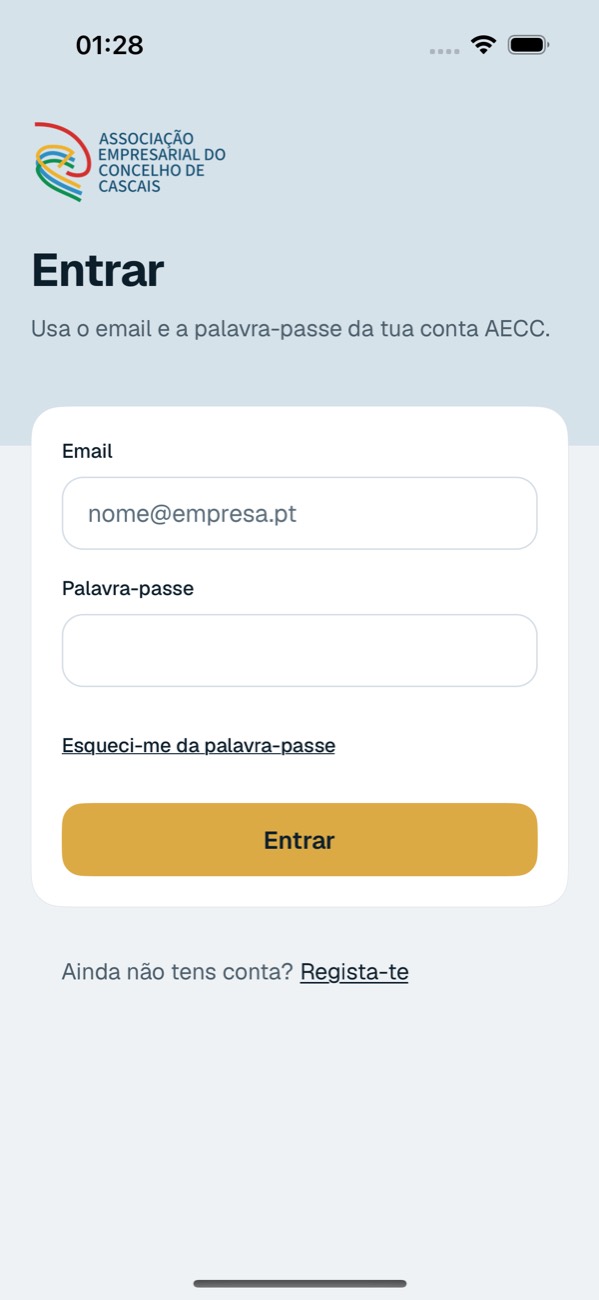 01:28
ASSOCIAÇÃO
EMPRESARIAL DO
CONCELHO DE
CASCAIS
Entrar
Usa o email e a palavra-passe da tua conta AECC.
Email
nome@empresa.pt
Palavra-passe
Esqueci-me da palavra-passe
Entrar
Ainda não tens conta? Regista-te